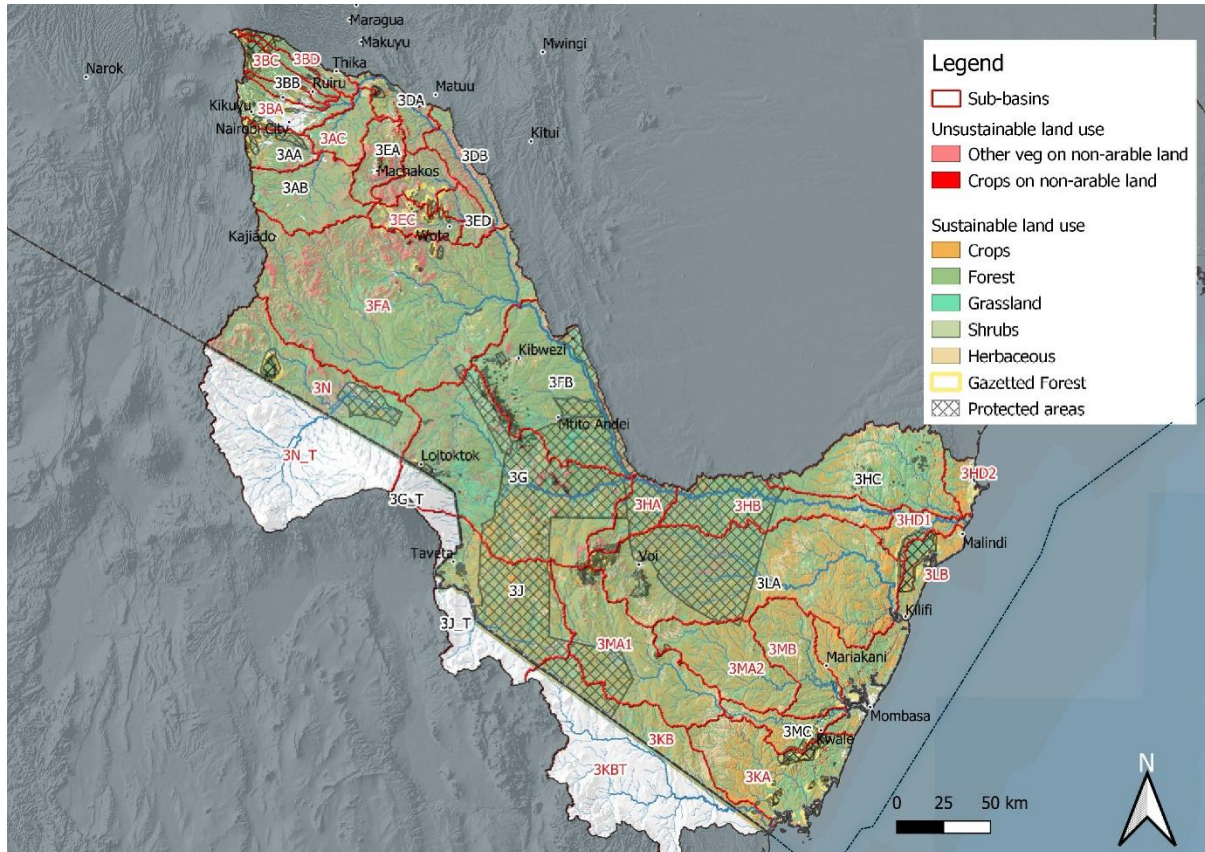 Maragua
Makuyu
Mwingi
Narok
3BC
3BD
Thika
3BB
Ruiru
Matuu
3DA
Kikuyu
3BA
Nairobi City
3AC
Kitui
3AA
3EA
3DB
Machakos
3AB
3EC
3ED
Wote
Kajiado
3FA
Kibwezi
3FB
3N
Mtito Andei
3N_T
Loitoktok
3G
3G_T
3HA
3HB
3HC
3HD2
3HD1
Malindi
Taveta
Voi
3J
3LA
3LB
3J_T
Kilifi
3MA1
3MB
3MA2
Mariakani
Mombasa
3MC
Kwale
3KB
3KBT
3KA
Legend
Sub-basins
Unsustainable land use
Other veg on non-arable land
Crops on non-arable land
Sustainable land use
Crops
Forest
Grassland
Shrubs
Herbaceous
Gazetted Forest
Protected areas
N
0 25 50 km